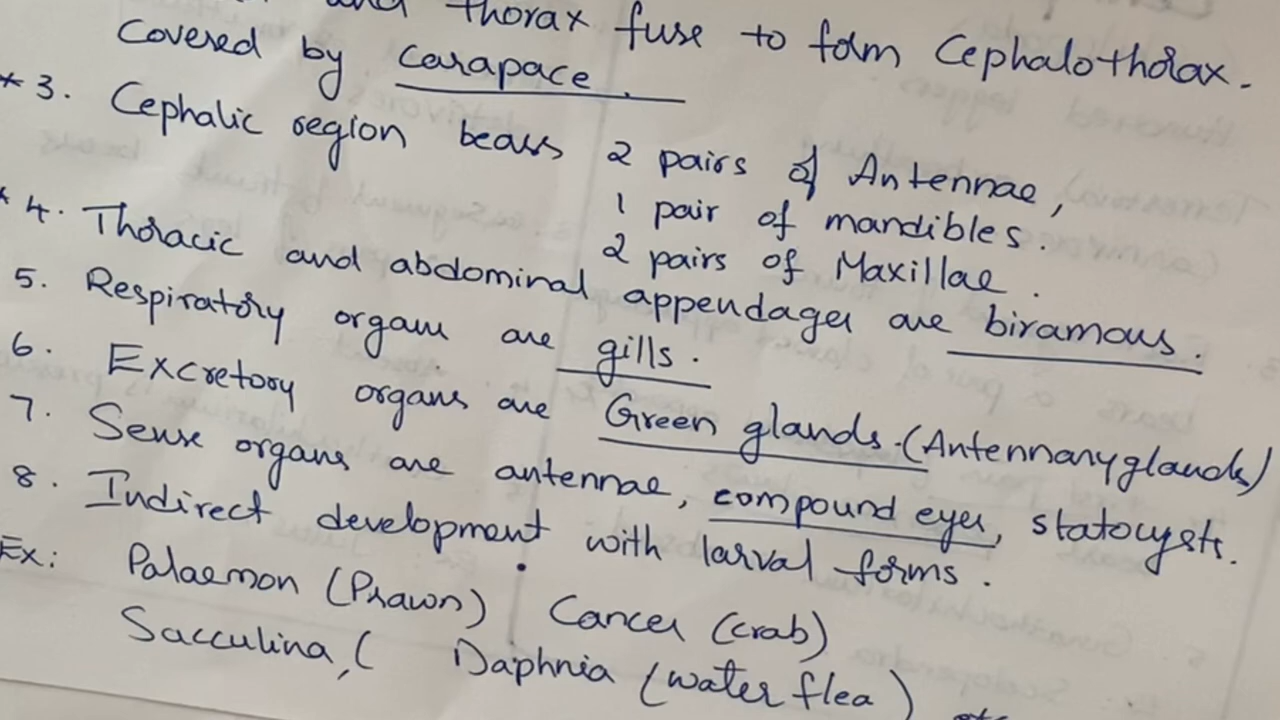 and thorax fuse to form Cephalothorax.
Covered by carapace.
* 3. Cephalic region bears 2 pairs of Antennae,
1 pair of mandibles.
2 pairs of Maxillae.
* 4. Thoracic and abdominal appendages are biramous.
5. Respiratory organs are gills.
6. Excretory organs are Green glands. (Antennary glands)
7. Sense organs are antennae, compound eyes, statocysts.
8. Indirect development with larval forms.
Ex: Palaemon (Prawn) Cancer (crab)
Sacculina, ( Daphnia (water flea) etc